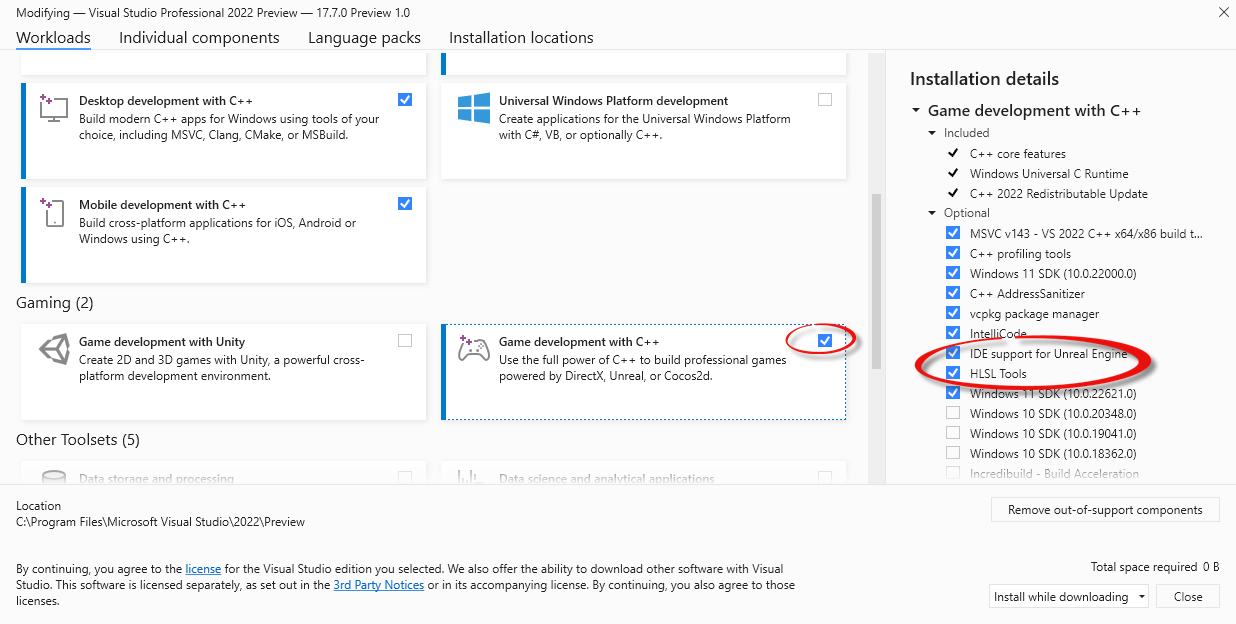 Modifying — Visual Studio Professional 2022 Preview — 17.7.0 Preview 1.0
Workloads
Individual components
Language packs
Installation locations
Desktop development with C++
Build modern C++ apps for Windows using tools of your
choice, including MSVC, Clang, CMake, or MSBuild.
Universal Windows Platform development
Create applications for the Universal Windows Platform
with C#, VB, or optionally C++.
Mobile development with C++
Build cross-platform applications for iOS, Android or
Windows using C++.
Gaming (2)
Game development with Unity
Create 2D and 3D games with Unity, a powerful cross-
platform development environment.
Game development with C++
Use the full power of C++ to build professional games
powered by DirectX, Unreal, or Cocos2d.
Other Toolsets (5)
Data storage and processing
Data science and analytical applications
Installation details
Game development with C++
Included
C++ core features
Windows Universal C Runtime
C++ 2022 Redistributable Update
Optional
MSVC v143 - VS 2022 C++ x64/x86 build t...
C++ profiling tools
Windows 11 SDK (10.0.22000.0)
C++ AddressSanitizer
vcpkg package manager
IntelliCode
IDE support for Unreal Engine
HLSL Tools
Windows 11 SDK (10.0.22621.0)
Windows 10 SDK (10.0.20348.0)
Windows 10 SDK (10.0.19041.0)
Windows 10 SDK (10.0.18362.0)
Incredibuild - Build Acceleration
Location
C:\Program Files\Microsoft Visual Studio\2022\Preview
Remove out-of-support components
By continuing, you agree to the license for the Visual Studio edition you selected. We also offer the ability to download other software with Visual
Studio. This software is licensed separately, as set out in the 3rd Party Notices or in its accompanying license. By continuing, you also agree to those
licenses.
Total space required 0 B
Install while downloading
Close